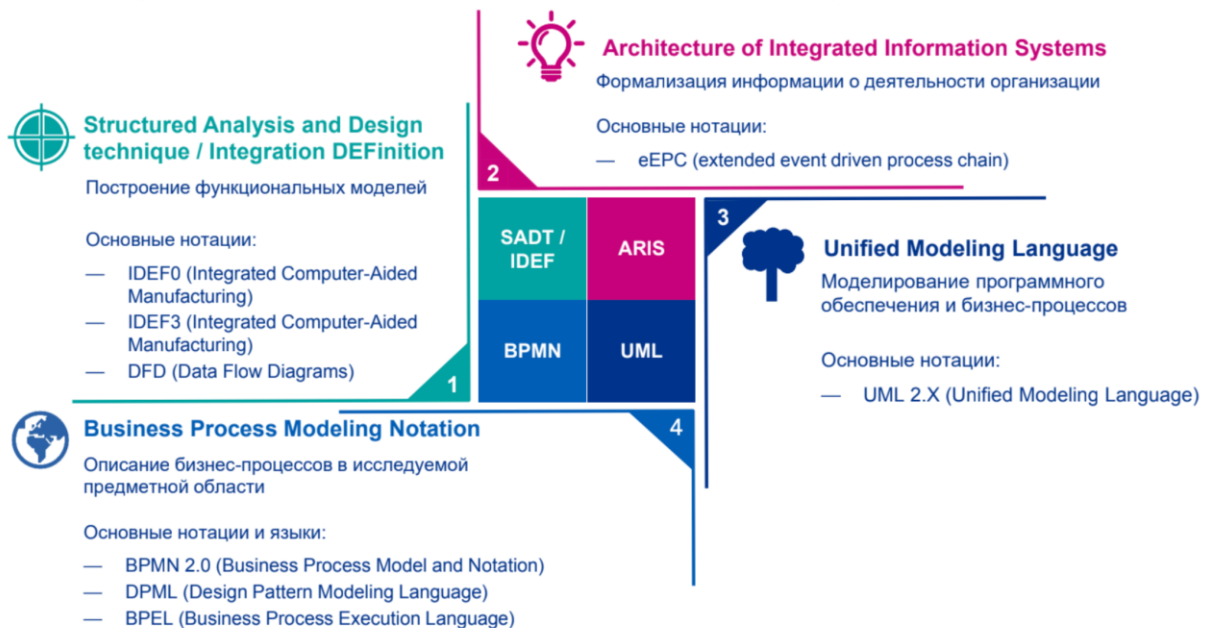 Structured Analysis and Design
technique / Integration DEFinition
Построение функциональных моделей
Основные нотации:
— IDEF0 (Integrated Computer-Aided
Manufacturing)
— IDEF3 (Integrated Computer-Aided
Manufacturing)
— DFD (Data Flow Diagrams)
1
Architecture of Integrated Information Systems
Формализация информации о деятельности организации
Основные нотации:
— eEPC (extended event driven process chain)
2
SADT /
IDEF
ARIS
BPMN
UML
3
Unified Modeling Language
Моделирование программного
обеспечения и бизнес-процессов
Основные нотации:
— UML 2.X (Unified Modeling Language)
4
Business Process Modeling Notation
Описание бизнес-процессов в исследуемой
предметной области
Основные нотации и языки:
— BPMN 2.0 (Business Process Model and Notation)
— DPML (Design Pattern Modeling Language)
— BPEL (Business Process Execution Language)